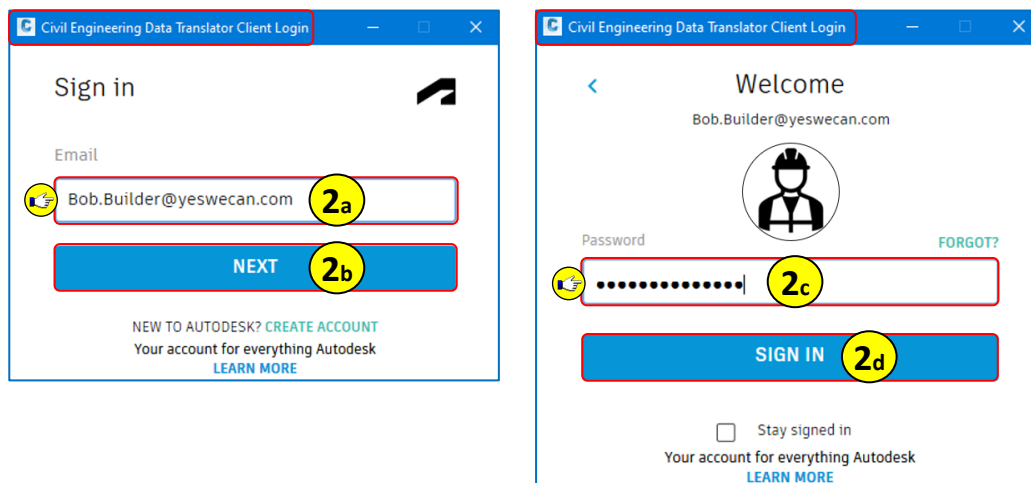 Civil Engineering Data Translator Client Login
Sign in
Email
Bob.Builder@yeswecan.com 2a
NEXT 2b
NEW TO AUTODESK? CREATE ACCOUNT
Your account for everything Autodesk
LEARN MORE
Civil Engineering Data Translator Client Login
Welcome
Bob.Builder@yeswecan.com
Password FORGOT?
•••••••••••••• 2c
SIGN IN 2d
Stay signed in
Your account for everything Autodesk
LEARN MORE